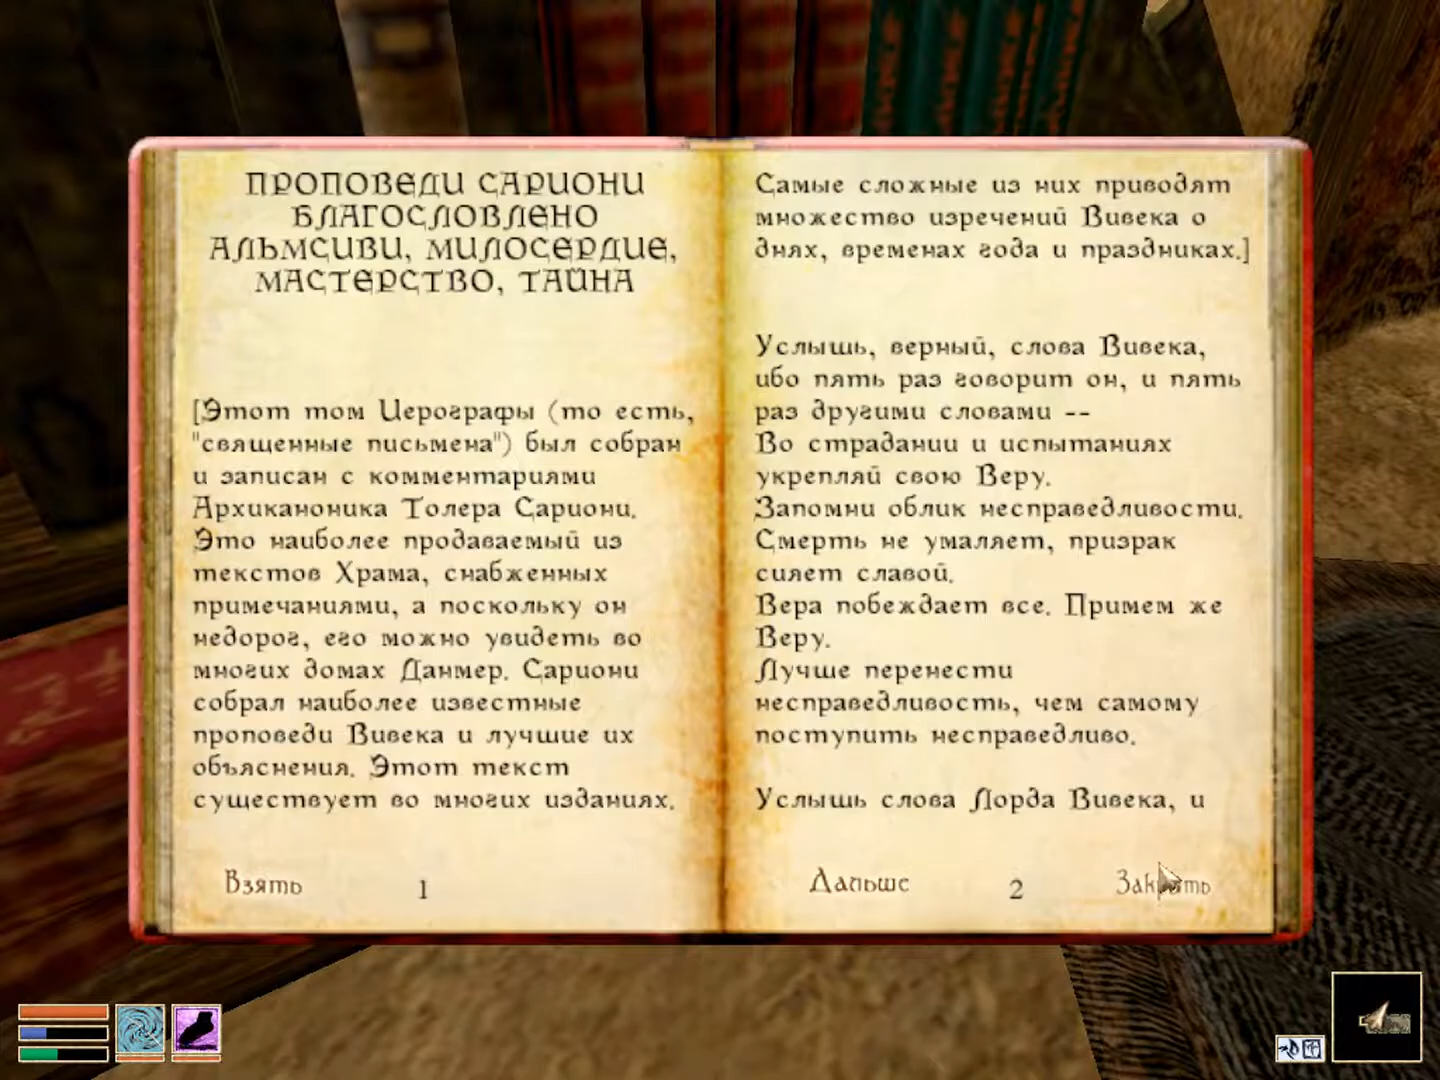 ПРОПОВЕДИ САРИОНИ
БЛАГОСЛОВЛЕНО
АЛЬМСИВИ, МИЛОСЕРДИЕ,
МАСТЕРСТВО, ТАЙНА
[Этот том Иерографы (то есть,
"священные письмена") был собран
и записан с комментариями
Архиканоника Толера Сариони.
Это наиболее продаваемый из
текстов Храма, снабженных
примечаниями, а поскольку он
недорог, его можно увидеть во
многих домах Данмер. Сариони
собрал наиболее известные
проповеди Вивека и лучшие их
объяснения. Этот текст
существует во многих изданиях.
Взять
1
Самые сложные из них приводят
множество изречений Вивека о
днях, временах года и праздниках.]
Услышь, верный, слова Вивека,
ибо пять раз говорит он, и пять
раз другими словами --
Во страдании и испытаниях
укрепляй свою Веру.
Запомни облик несправедливости.
Смерть не умаляет, призрак
сияет славой.
Вера побеждает все. Примем же
Веру.
Лучше перенести
несправедливость, чем самому
поступить несправедливо.
Услышь слова Лорда Вивека, и
Дальше
2
Закрыть